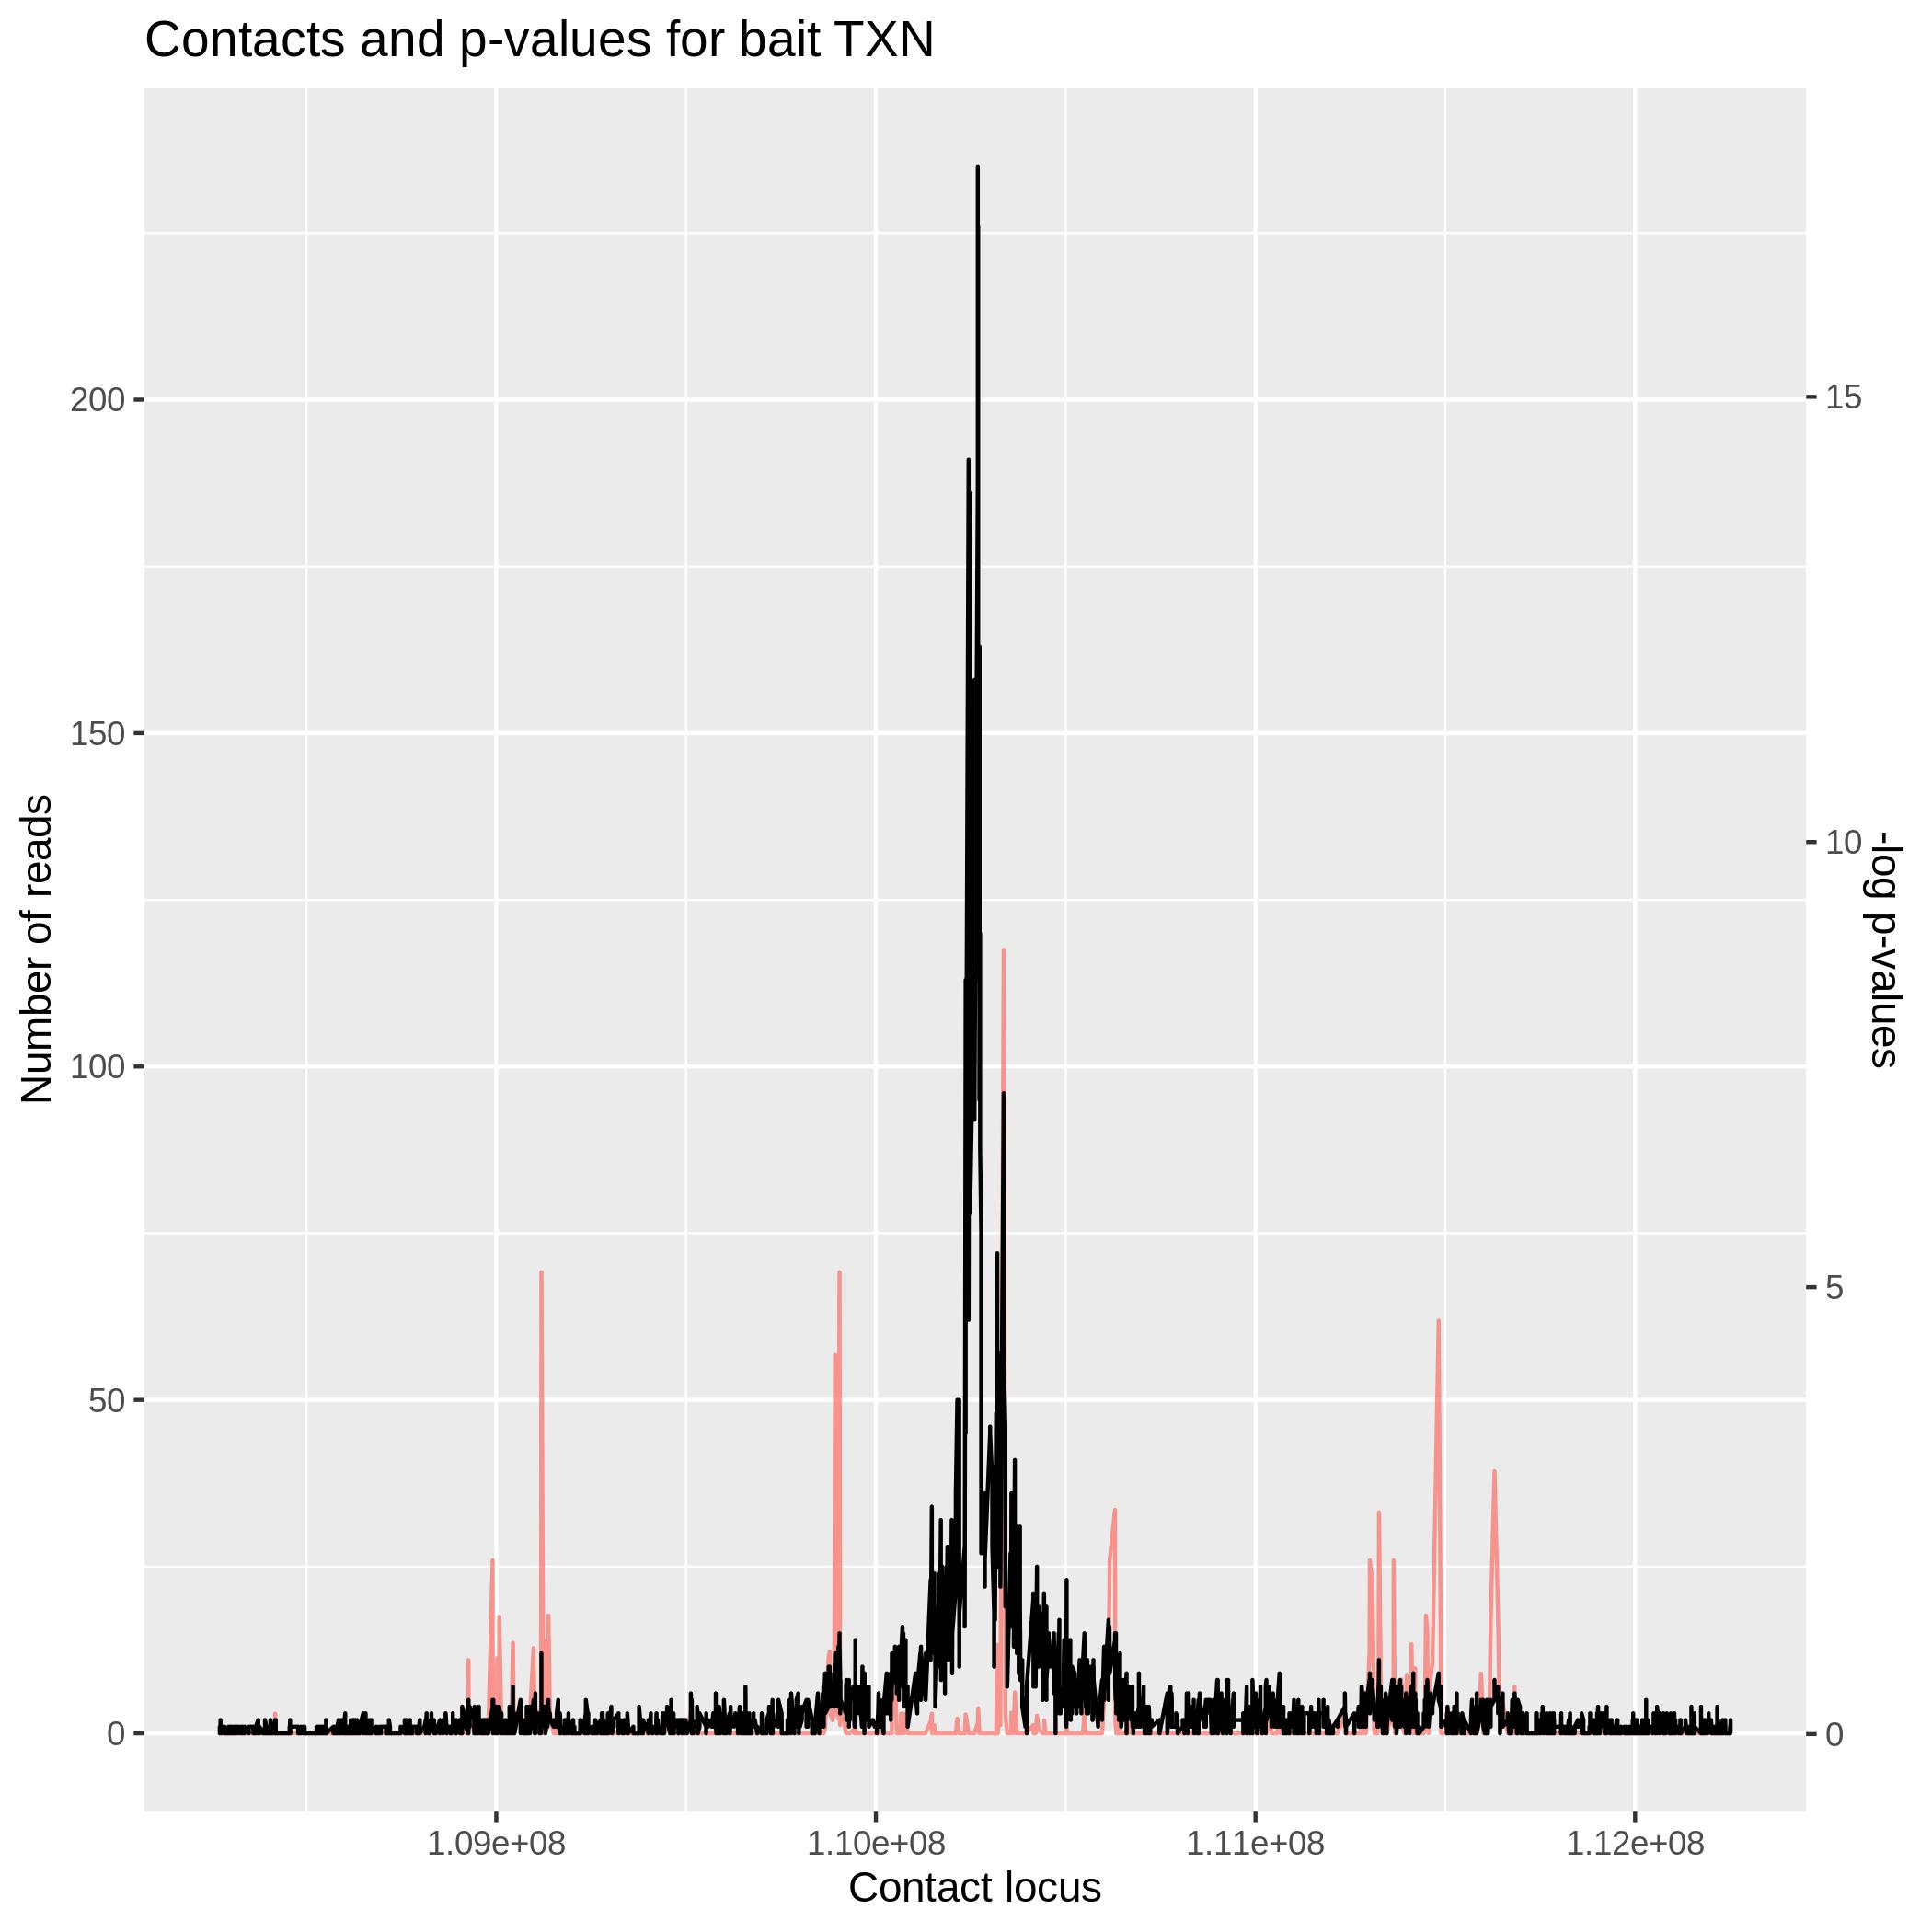 Contacts and p-values for bait TXN
Number of reads
200
150
100
50
0
15
10
5
0
-log p-values
1.09e+08
1.10e+08
1.11e+08
1.12e+08
Contact locus